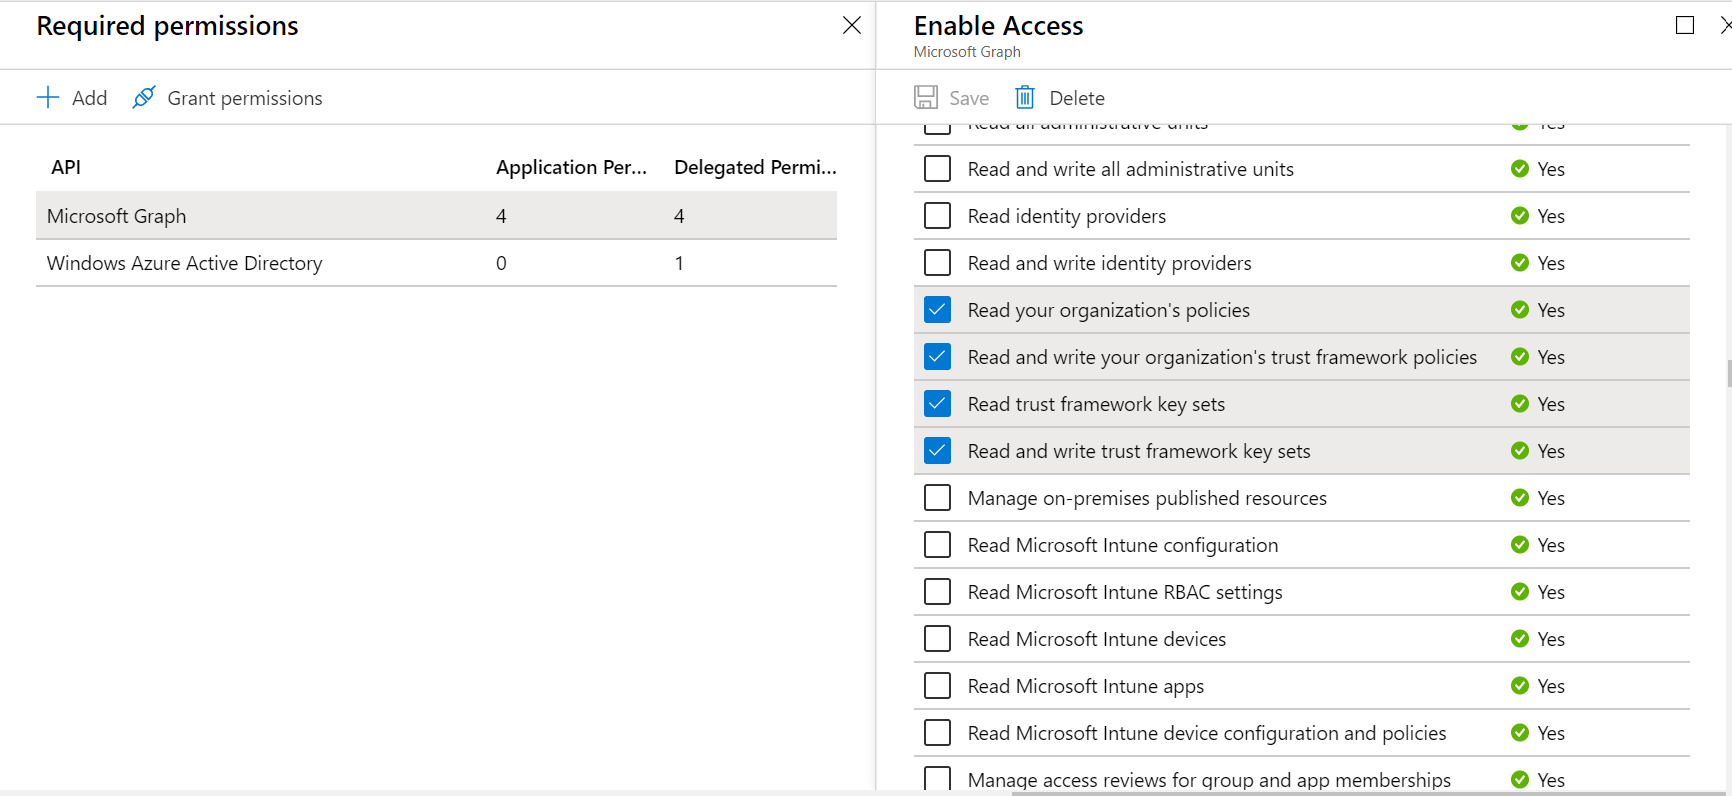 Required permissions
Add Grant permissions
API Application Per... Delegated Permi...
Microsoft Graph 4 4
Windows Azure Active Directory 0 1
Enable Access
Microsoft Graph
Save Delete
Read all administrative units Yes
Read and write all administrative units Yes
Read identity providers Yes
Read and write identity providers Yes
Read your organization's policies Yes
Read and write your organization's trust framework policies Yes
Read trust framework key sets Yes
Read and write trust framework key sets Yes
Manage on-premises published resources Yes
Read Microsoft Intune configuration Yes
Read Microsoft Intune RBAC settings Yes
Read Microsoft Intune devices Yes
Read Microsoft Intune apps Yes
Read Microsoft Intune device configuration and policies Yes
Manage access reviews for group and app memberships Yes